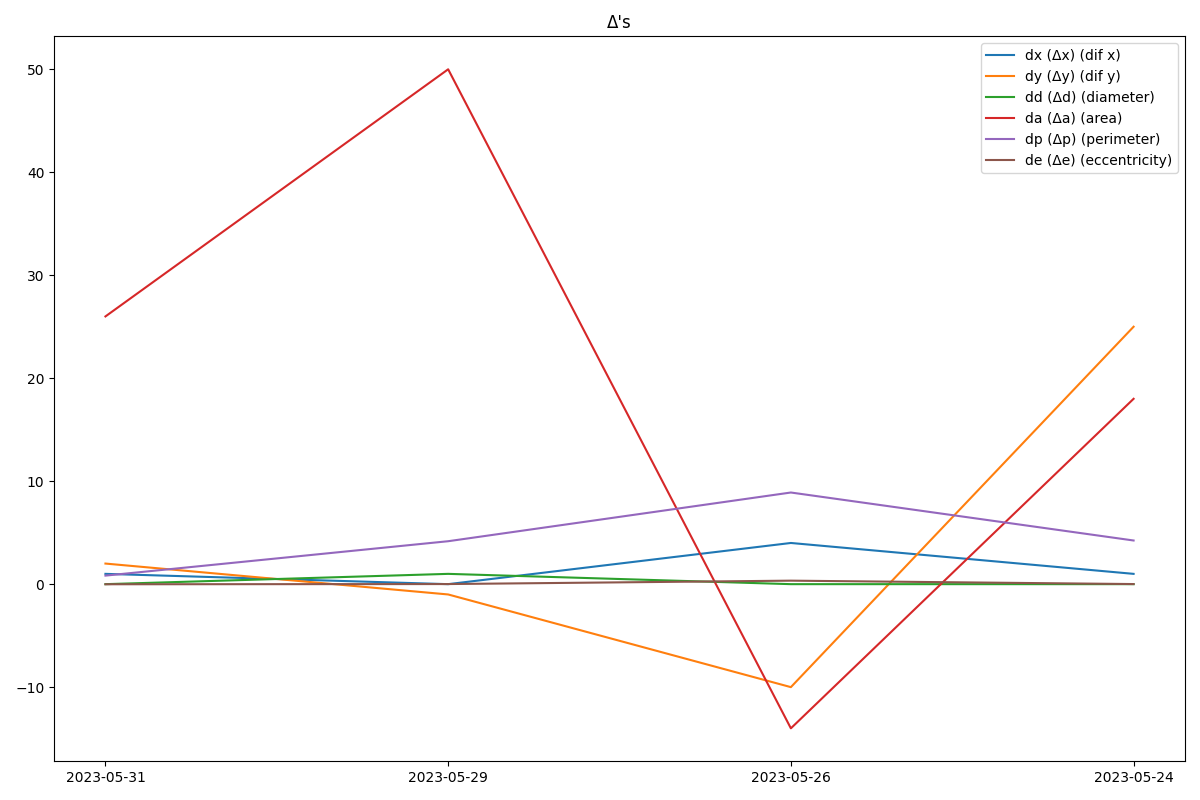 Δ's
dx (Δx) (dif x)
dy (Δy) (dif y)
dd (Δd) (diameter)
da (Δa) (area)
dp (Δp) (perimeter)
de (Δe) (eccentricity)
50
40
30
20
10
0
−10
2023-05-31 2023-05-29 2023-05-26 2023-05-24